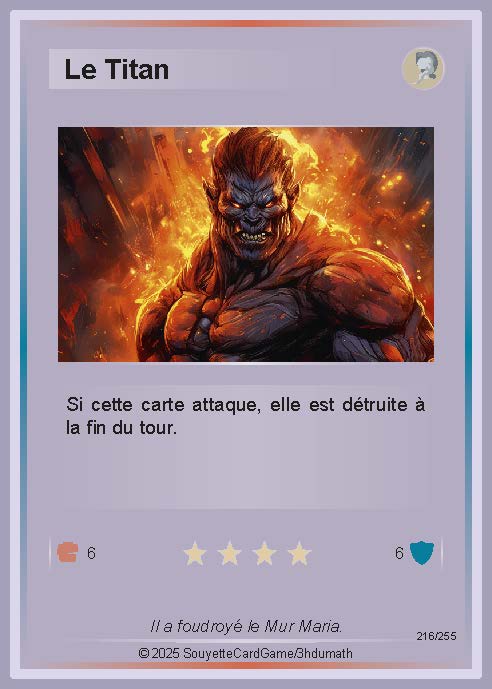 Le Titan
Si cette carte attaque, elle est détruite à
la fin du tour.
6
6
Il a foudroyé le Mur Maria.
216/255
© 2025 SouyetteCardGame/3hdumath